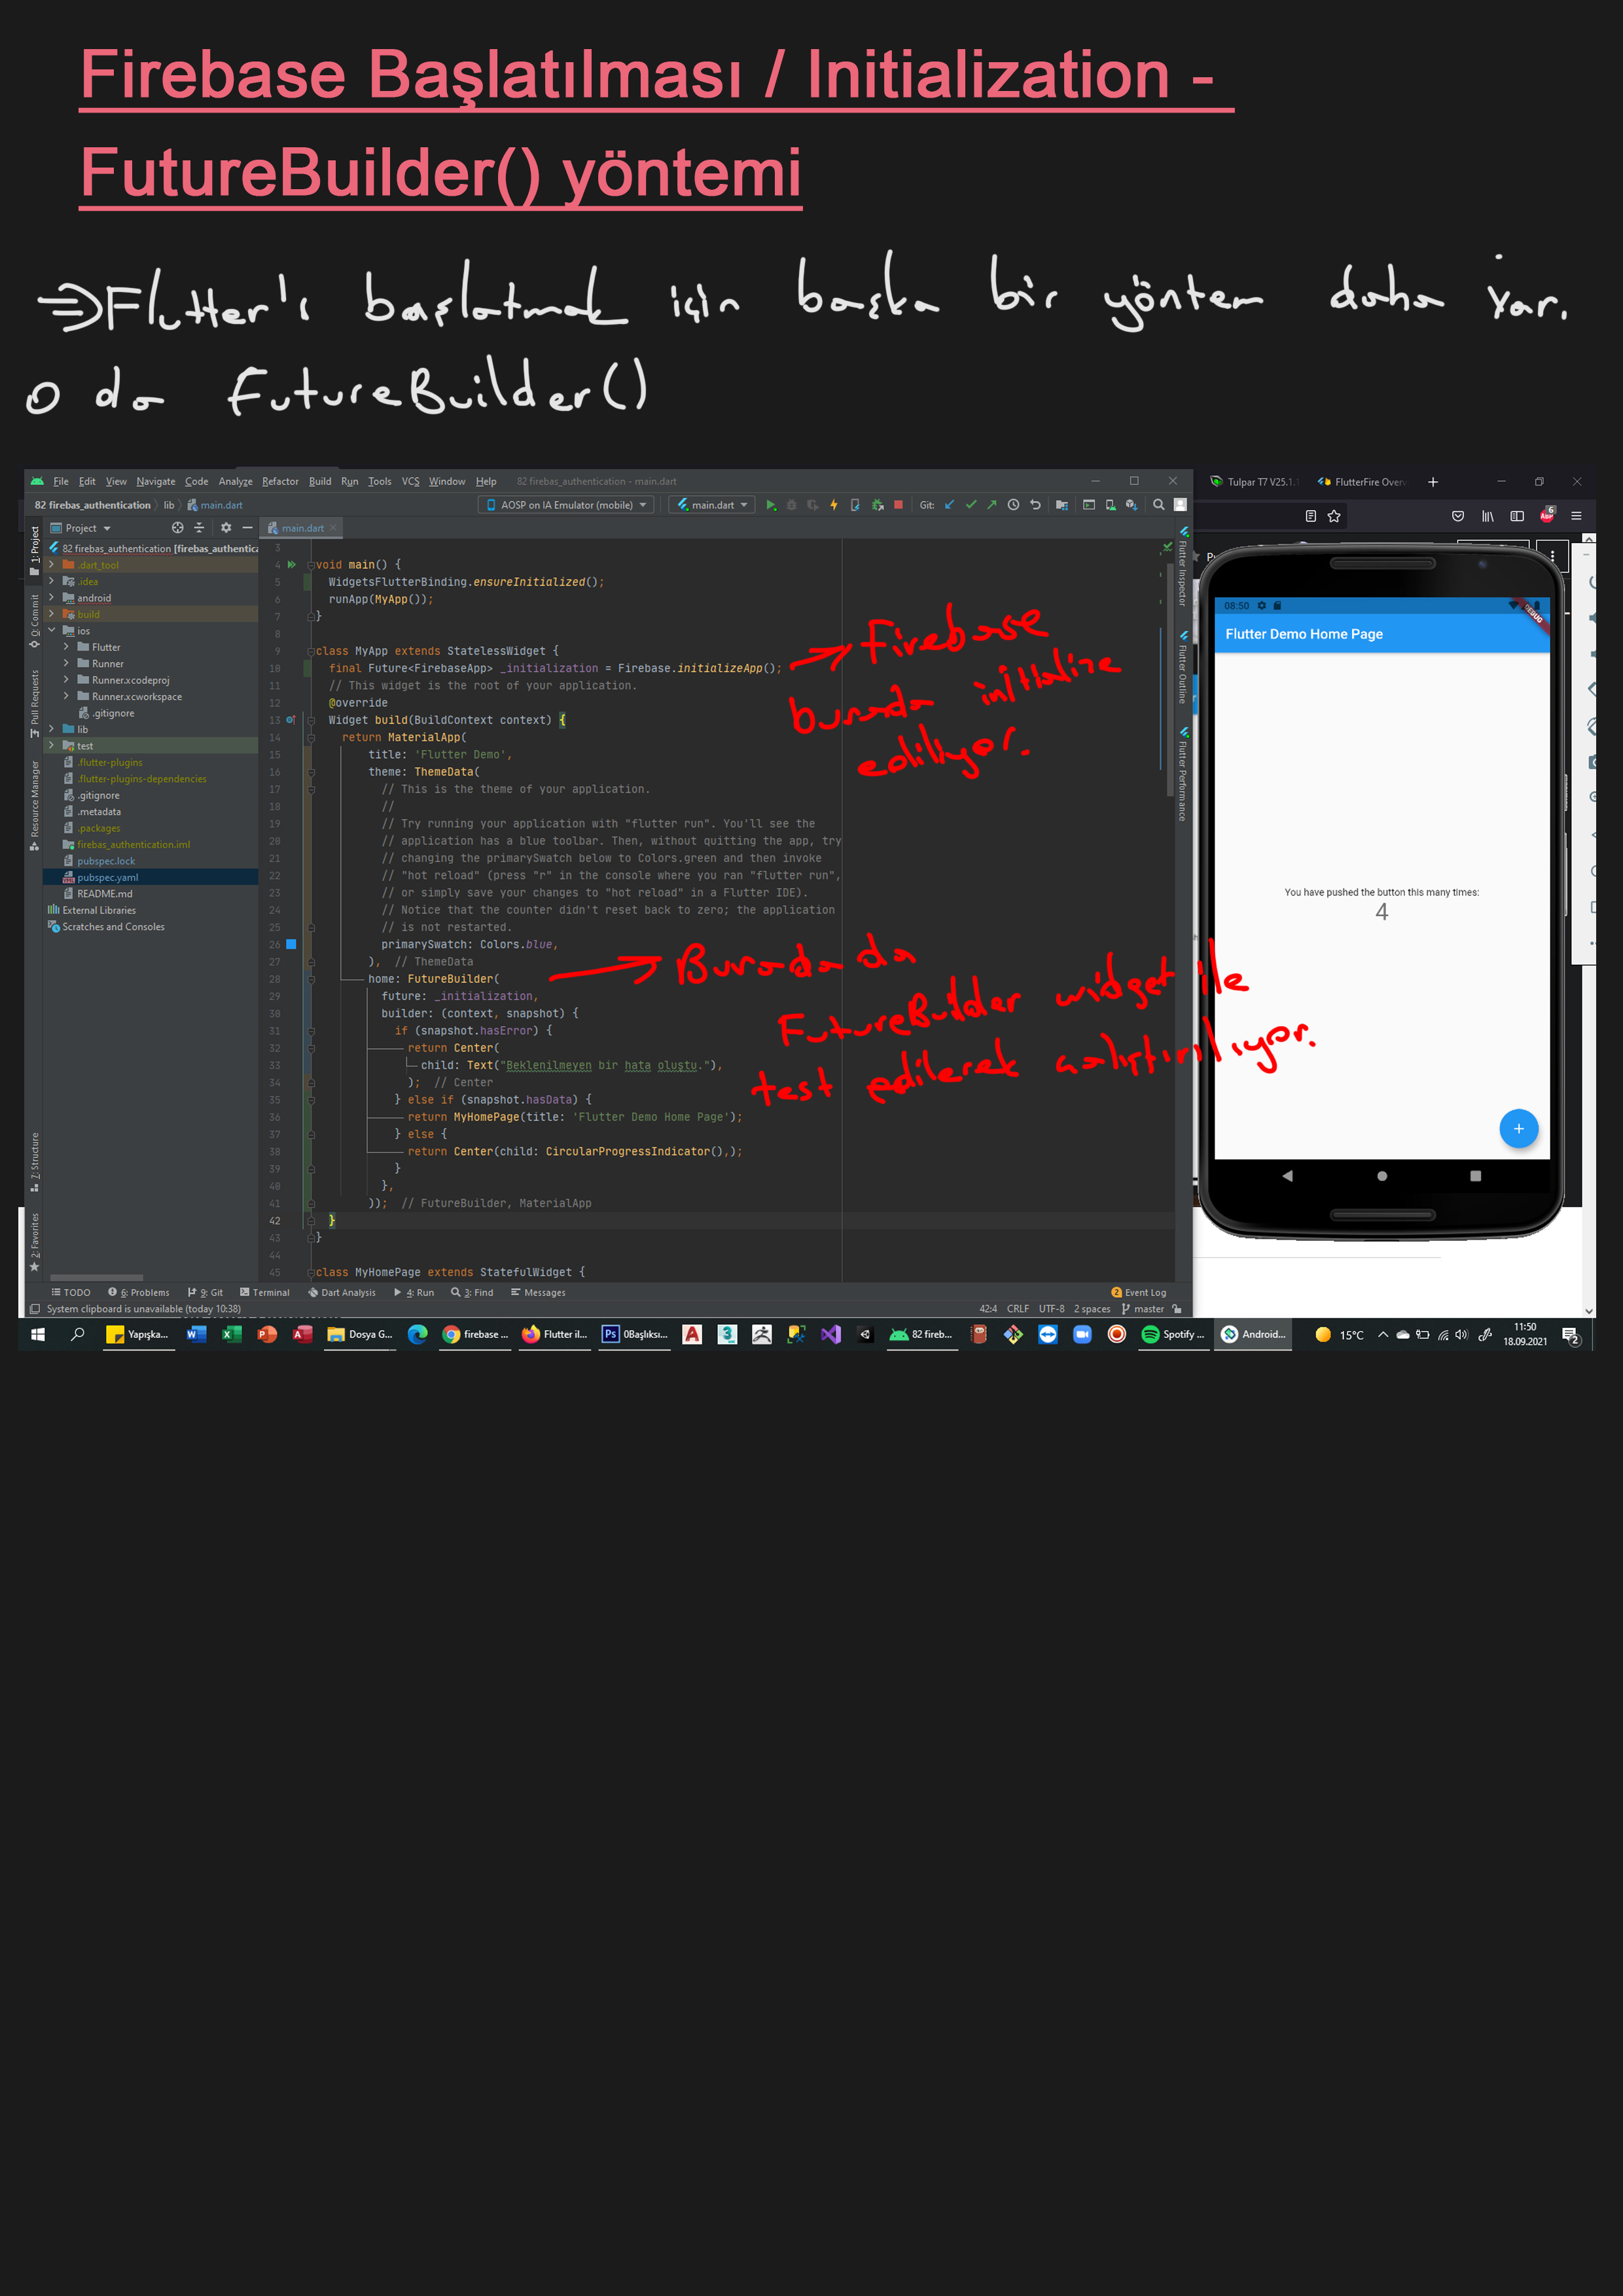 Firebase Başlatılması / Initialization -
FutureBuilder() yöntemi
⇒Flutter'ı başlatmak için başka bir yöntem daha var.
O da FutureBuilder()
File Edit View Navigate Code Analyze Refactor Build Run Tools VCS Window Help 82 firebas_authentication - main.dart
Tulpar T7 V25.1.
FlutterFire Over
82 firebas_authentication lib main.dart
AOSP on IA Emulator (mobile) main.dart Git:
Project main.dart
82 firebas_authentication [firebas_authentica
.dart_tool
.idea
android
build
ios
Flutter
Runner
Runner.xcodeproj
Runner.xcworkspace
.gitignore
lib
test
.flutter-plugins
.flutter-plugins-dependencies
.gitignore
.metadata
.packages
firebas_authentication.iml
pubspec.lock
pubspec.yaml
README.md
External Libraries
Scratches and Consoles
1: Project
0: Commit
Pull Requests
Resource Manager
7: Structure
2: Favorites
3
4 void main() {
5 WidgetsFlutterBinding.ensureInitialized();
6 runApp(MyApp());
7 }
8
9 class MyApp extends StatelessWidget {
10 final Future<FirebaseApp> _initialization = Firebase.initializeApp();
11 // This widget is the root of your application.
12 @override
13 Widget build(BuildContext context) {
14 return MaterialApp(
15 title: 'Flutter Demo',
16 theme: ThemeData(
17 // This is the theme of your application.
18 //
19 // Try running your application with "flutter run". You'll see the
20 // application has a blue toolbar. Then, without quitting the app, try
21 // changing the primarySwatch below to Colors.green and then invoke
22 // "hot reload" (press "r" in the console where you ran "flutter run",
23 // or simply save your changes to "hot reload" in a Flutter IDE).
24 // Notice that the counter didn't reset back to zero; the application
25 // is not restarted.
26 primarySwatch: Colors.blue,
27 ), // ThemeData
28 home: FutureBuilder(
29 future: _initialization,
30 builder: (context, snapshot) {
31 if (snapshot.hasError) {
32 return Center(
33 child: Text("Beklenilmeyen bir hata oluştu."),
34 ); // Center
35 } else if (snapshot.hasData) {
36 return MyHomePage(title: 'Flutter Demo Home Page');
37 } else {
38 return Center(child: CircularProgressIndicator(),);
39 }
40 },
41 )); // FutureBuilder, MaterialApp
42 }
43 }
44
45 class MyHomePage extends StatefulWidget {
→ Firebase
burada initialize
ediliyor.
→ Burada da
FutureBuilder widget ile
test edilerek çalıştırılıyor.
Flutter Inspector
Flutter Outline
Flutter Performance
08:50
DEBUG
Flutter Demo Home Page
You have pushed the button this many times:
4
TODO 6: Problems 9: Git Terminal Dart Analysis 4: Run 3: Find Messages 2 Event Log
System clipboard is unavailable (today 10:38) 42:4 CRLF UTF-8 2 spaces master
Yapışka... Dosya G... firebase ... Flutter il... 0Başlıksı... 82 fireb... Spotify ... Android... 15°C 11:50
18.09.2021
2